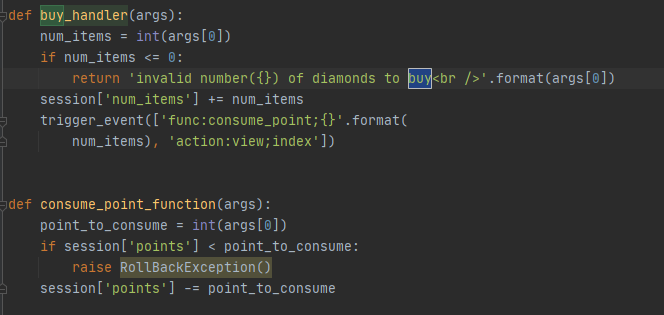 def buy_handler(args):
    num_items = int(args[0])
    if num_items <= 0:
        return 'invalid number({}) of diamonds to buy<br />'.format(args[0])
    session['num_items'] += num_items
    trigger_event(['func:consume_point;{}'.format(
        num_items), 'action:view;index'])
def consume_point_function(args):
    point_to_consume = int(args[0])
    if session['points'] < point_to_consume:
        raise RollBackException()
    session['points'] -= point_to_consume